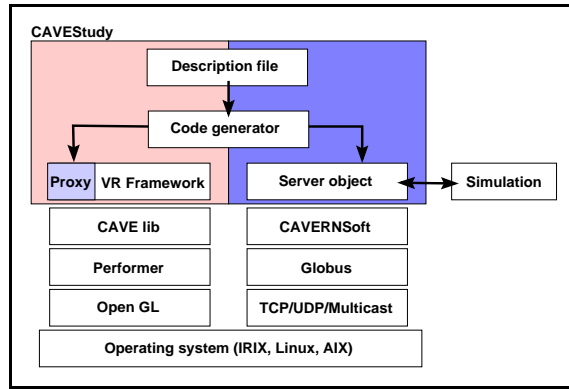 CAVEStudy
Description file
Code generator
Proxy VR Framework
Server object
Simulation
CAVE lib
CAVERNSoft
Performer
Globus
Open GL
TCP/UDP/Multicast
Operating system (IRIX, Linux, AIX)